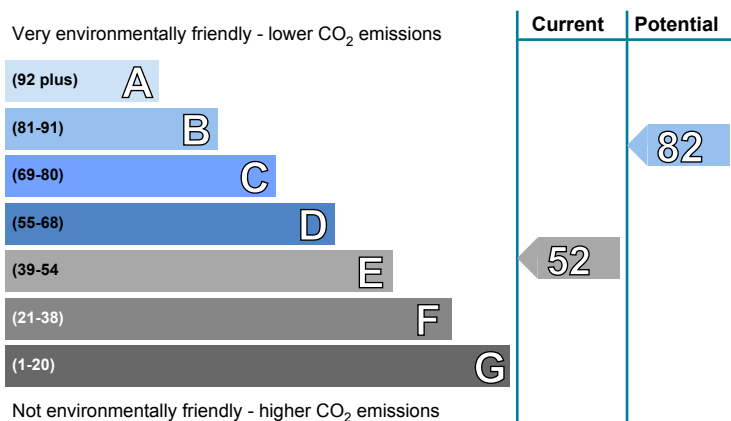 Very environmentally friendly - lower CO₂ emissions
Current
Potential
(92 plus) A
(81-91) B
82
(69-80) C
(55-68) D
(39-54 E
52
(21-38) F
(1-20) G
Not environmentally friendly - higher CO₂ emissions